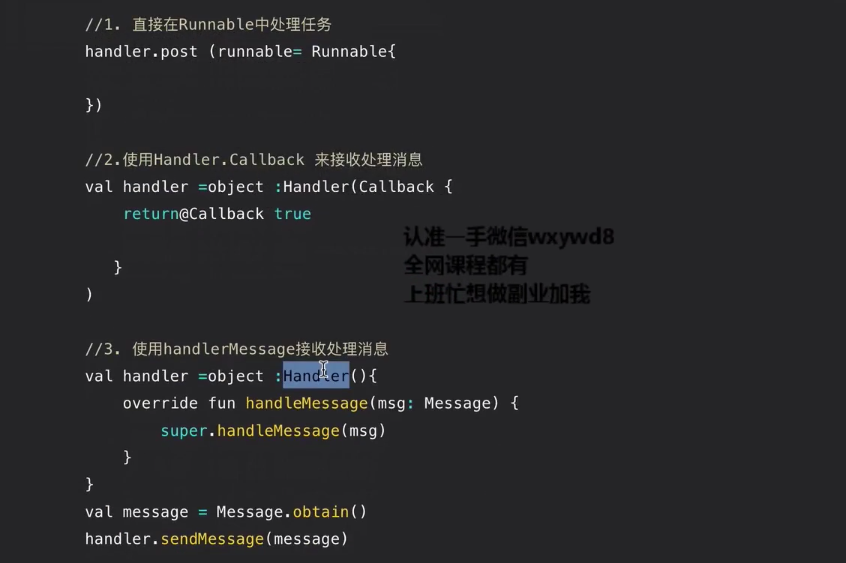 //1. 直接在Runnable中处理任务
handler.post (runnable= Runnable{
})
//2.使用Handler.Callback 来接收处理消息
val handler =object :Handler(Callback {
return@Callback true
}
)
认准一手微信wxywd8
全网课程都有
上班忙想做副业加我
//3. 使用handlerMessage接收处理消息
val handler =object :Handler(){
override fun handleMessage(msg: Message) {
super.handleMessage(msg)
}
}
val message = Message.obtain()
handler.sendMessage(message)